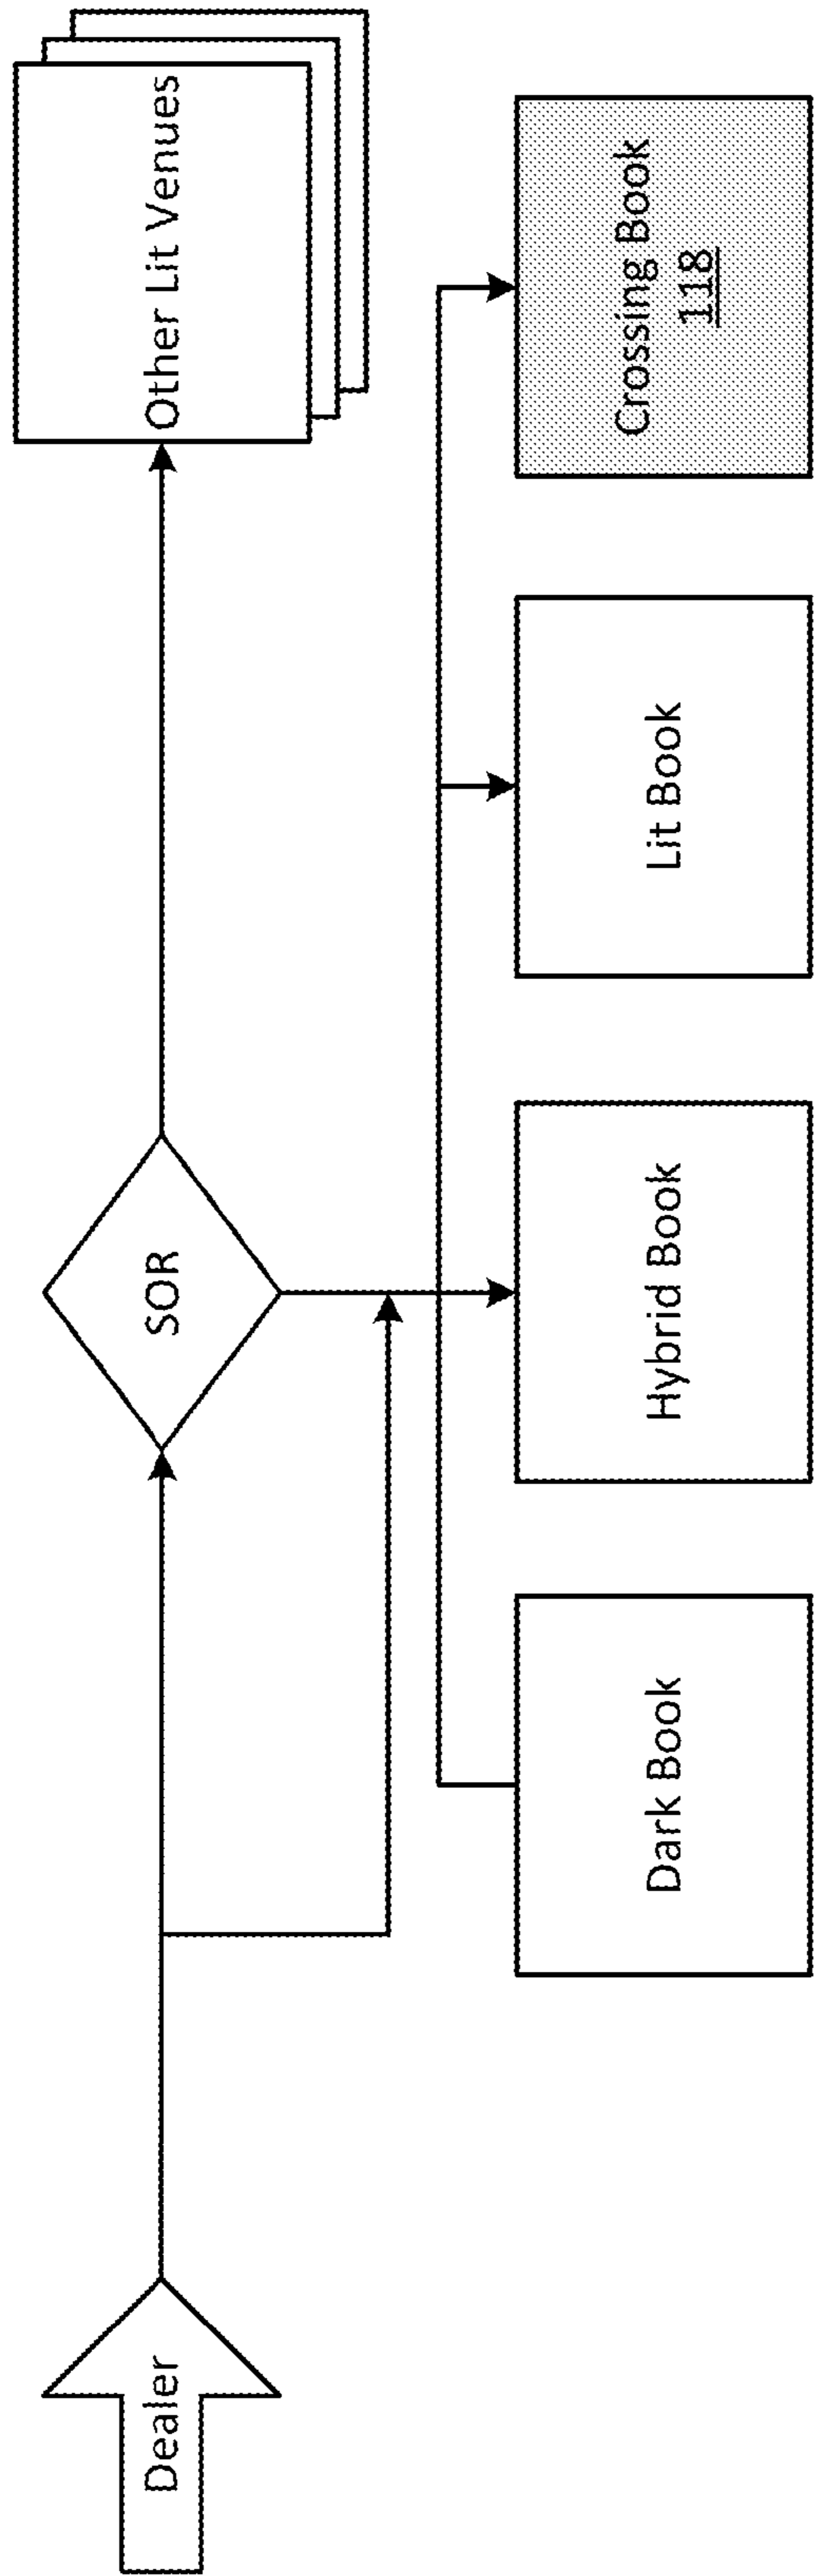 Dealer
SOR
Other Lit Venues
Dark Book
Hybrid Book
Lit Book
Crossing Book
118